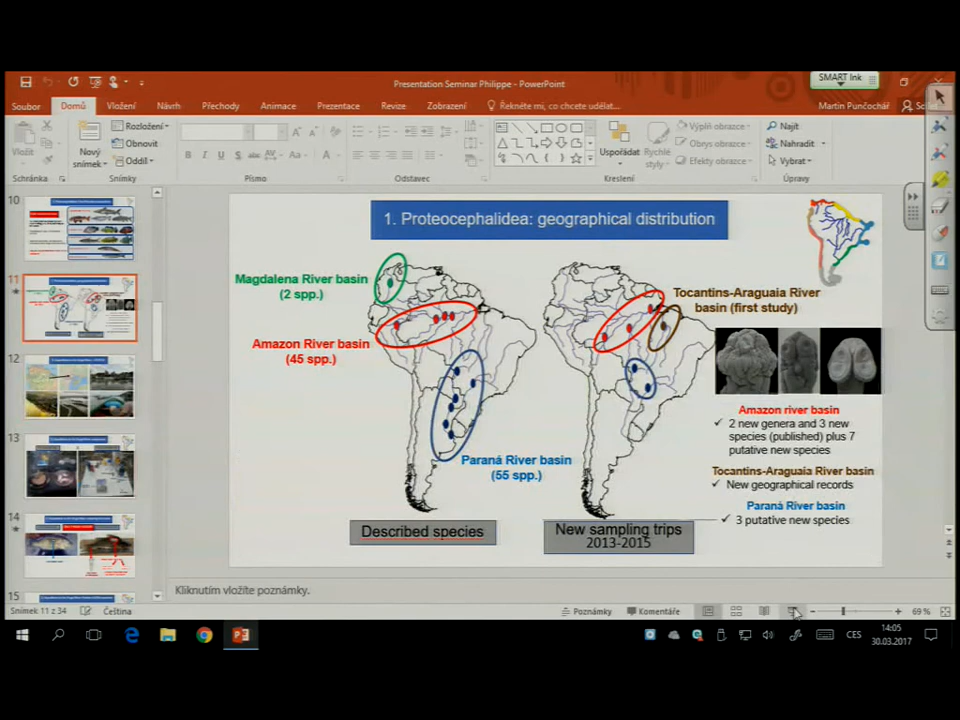 Presentation Seminar Philippe - PowerPoint
SMART Ink
Soubor Domů Vložení Návrh Přechody Animace Prezentace Revize Zobrazení Řekněte mi, co chcete udělat... Martin Punčochář
Vložit
Nový
snímek
Rozložení
Obnovit
Oddíl
Uspořádat
Rychlé
styly
Výplň obrazce
Obrys obrazce
Efekty obrazce
Najít
Nahradit
Vybrat
Schránka Snímky Písmo Odstavec Kreslení Úpravy
10
11
12
13
14
15
1. Proteocephalidea: geographical distribution
Magdalena River basin
(2 spp.)
Amazon River basin
(45 spp.)
Paraná River basin
(55 spp.)
Described species
Tocantins-Araguaia River
basin (first study)
New sampling trips
2013-2015
Amazon river basin
✓ 2 new genera and 3 new
species (published) plus 7
putative new species
Tocantins-Araguaia River basin
✓ New geographical records
Paraná River basin
✓ 3 putative new species
Kliknutím vložíte poznámky.
Snímek 11 z 34 Čeština Poznámky Komentáře 69 %
CES
14:05
30.03.2017